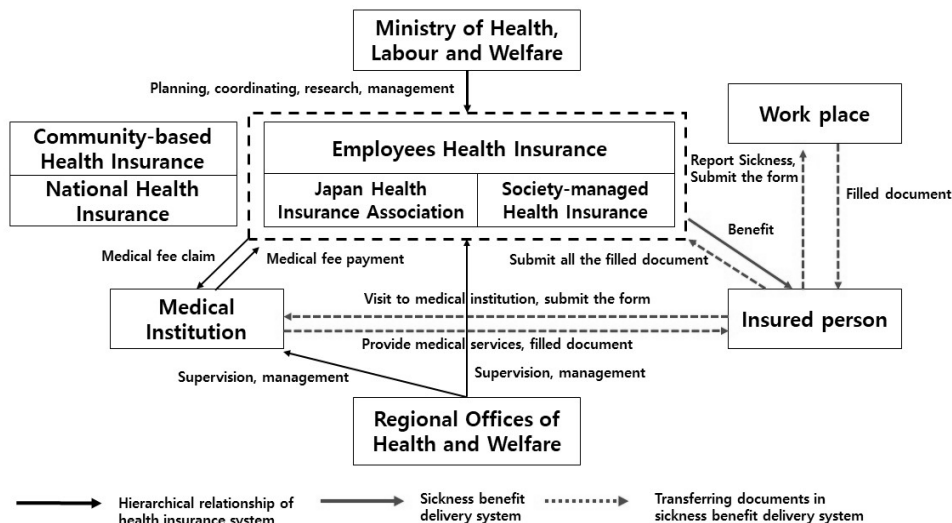 Ministry of Health,
Labour and Welfare
Planning, coordinating, research, management
Work place
Community-based
Health Insurance
National Health
Insurance
Employees Health Insurance
Japan Health
Insurance Association
Society-managed
Health Insurance
Report Sickness,
Submit the form
Filled document
Benefit
Medical fee claim
Medical fee payment
Submit all the filled document
Medical
Institution
Visit to medical institution, submit the form
Provide medical services, filled document
Insured person
Supervision, management
Supervision, management
Regional Offices of
Health and Welfare
Hierarchical relationship of
health insurance system
Sickness benefit
delivery system
Transferring documents in
sickness benefit delivery system